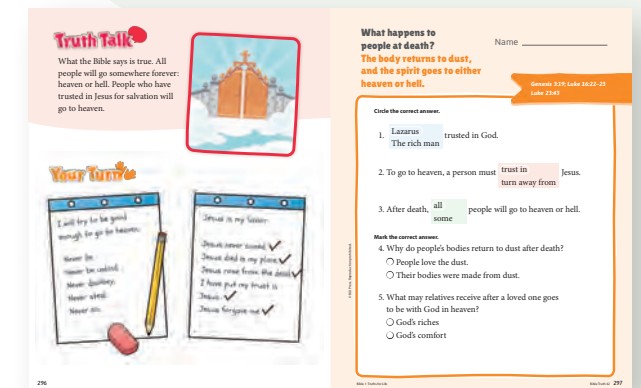 Truth Talk
What the Bible says is true. All
people will go somewhere forever:
heaven or hell. People who have
trusted in Jesus for salvation will
go to heaven.
Your Turn
I will try to be good
enough to go to heaven.
Never lie.
Never be unkind.
Never disobey.
Never steal.
Never sin.
Jesus is my Savior.
Jesus never sinned.
Jesus died in my place.
Jesus rose from the dead.
I have put my trust in
Jesus.
Jesus forgave me.
296
What happens to
people at death?
The body returns to dust,
and the spirit goes to either
heaven or hell.
Name
Genesis 3:19; Luke 16:22–25
Luke 23:43
Circle the correct answer.
1. Lazarus
The rich man
trusted in God.
2. To go to heaven, a person must trust in
turn away from
Jesus.
3. After death, all
some
people will go to heaven or hell.
Mark the correct answer.
4. Why do people's bodies return to dust after death?
People love the dust.
Their bodies were made from dust.
5. What may relatives receive after a loved one goes
to be with God in heaven?
God's riches
God's comfort
297